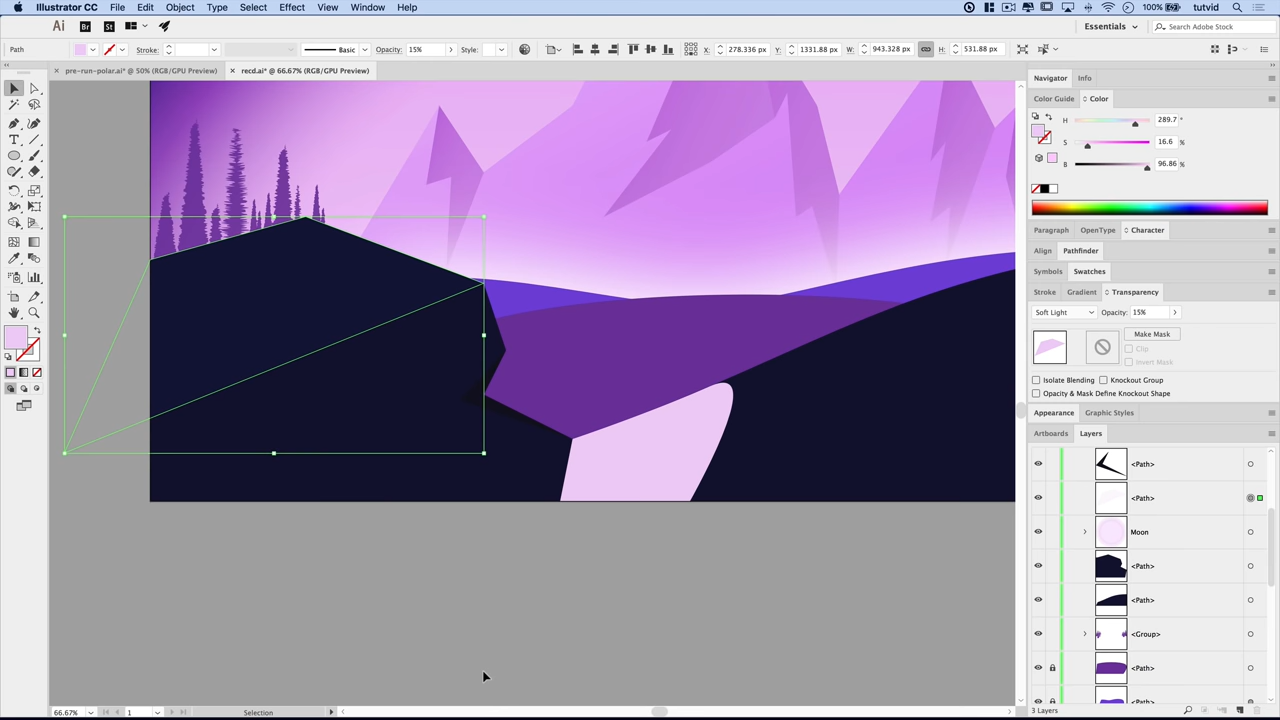 Illustrator CC File Edit Object Type Select Effect View Window Help 100% tutvid
Ai Br St Essentials Search Adobe Stock
Path Stroke: Basic Opacity: 15% Style: X: 278.336 px Y: 1331.88 px W: 943.328 px H: 531.88 px
pre-run-polar.ai* @ 50% (RGB/GPU Preview) recd.ai* @ 66.67% (RGB/GPU Preview)
Navigator Info
Color Guide Color
H 289.7 °
S 16.6 %
B 96.86 %
Paragraph OpenType Character
Align Pathfinder
Symbols Swatches
Stroke Gradient Transparency
Soft Light Opacity: 15%
Make Mask
Clip
Invert Mask
Isolate Blending Knockout Group
Opacity & Mask Define Knockout Shape
Appearance Graphic Styles
Artboards Layers
<Path>
<Path>
Moon
<Path>
<Path>
<Group>
<Path>
<Path>
66.67% 1 Selection 3 Layers